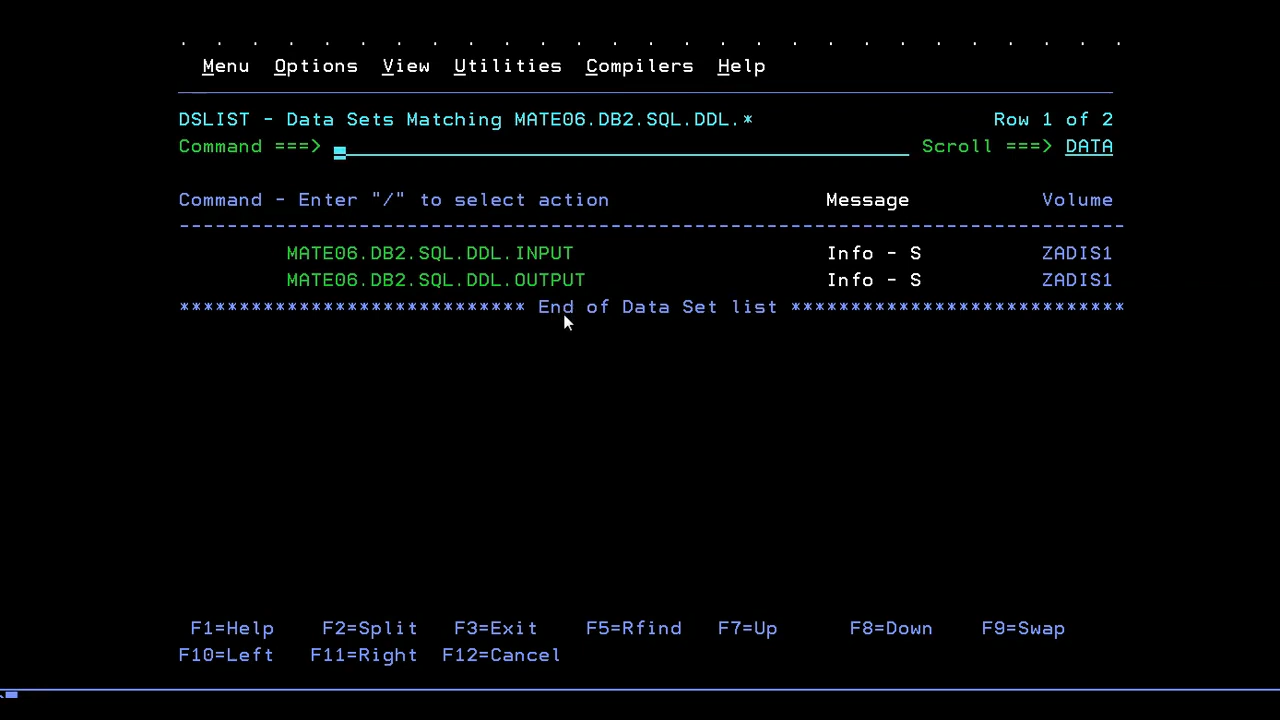 . . . . . . . . . . . . . . . . . . . . . . . . . . .
Menu Options View Utilities Compilers Help
DSLIST - Data Sets Matching MATE06.DB2.SQL.DDL.* Row 1 of 2
Command ===> Scroll ===> DATA
Command - Enter "/" to select action Message Volume
-------------------------------------------------------------------------------
MATE06.DB2.SQL.DDL.INPUT Info - S ZADIS1
MATE06.DB2.SQL.DDL.OUTPUT Info - S ZADIS1
***************************** End of Data Set list ****************************
F1=Help F2=Split F3=Exit F5=Rfind F7=Up F8=Down F9=Swap
F10=Left F11=Right F12=Cancel